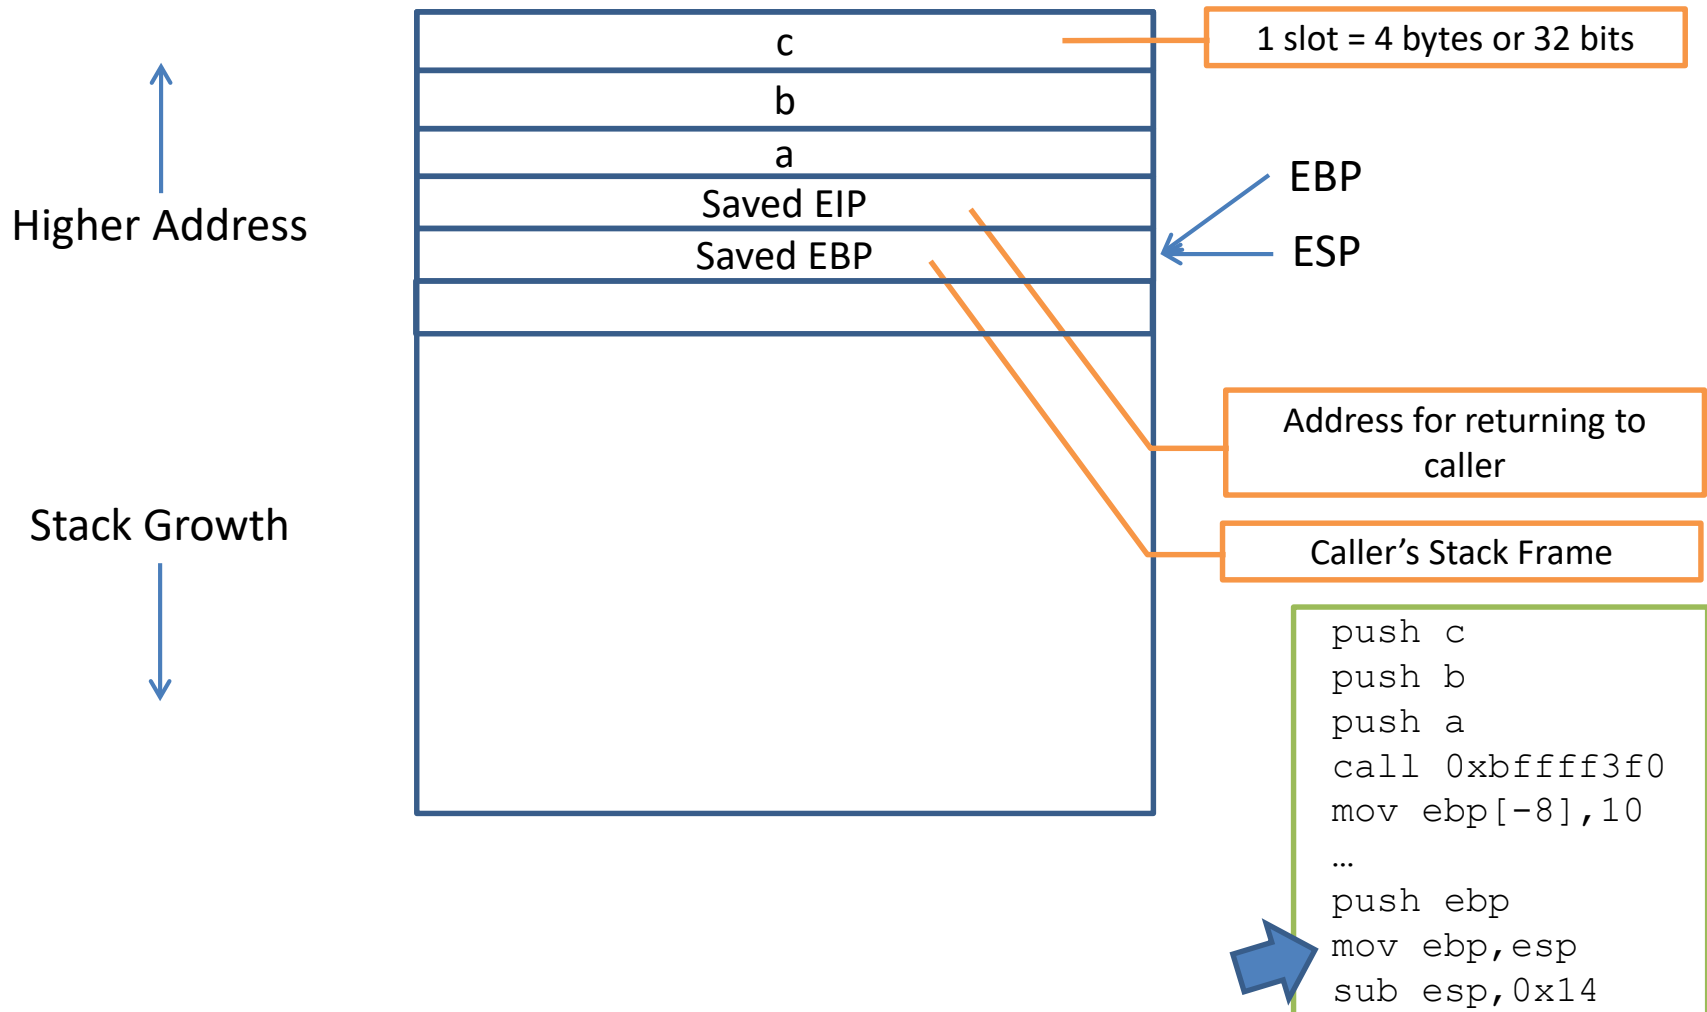 c
1 slot = 4 bytes or 32 bits
b
a
EBP
Saved EIP
Higher Address
Saved EBP
ESP
Address for returning to
caller
Stack Growth
Caller’s Stack Frame
push c
push b
push a
call 0xbffff3f0
mov ebp[-8],10
…
push ebp
mov ebp,esp
sub esp,0x14